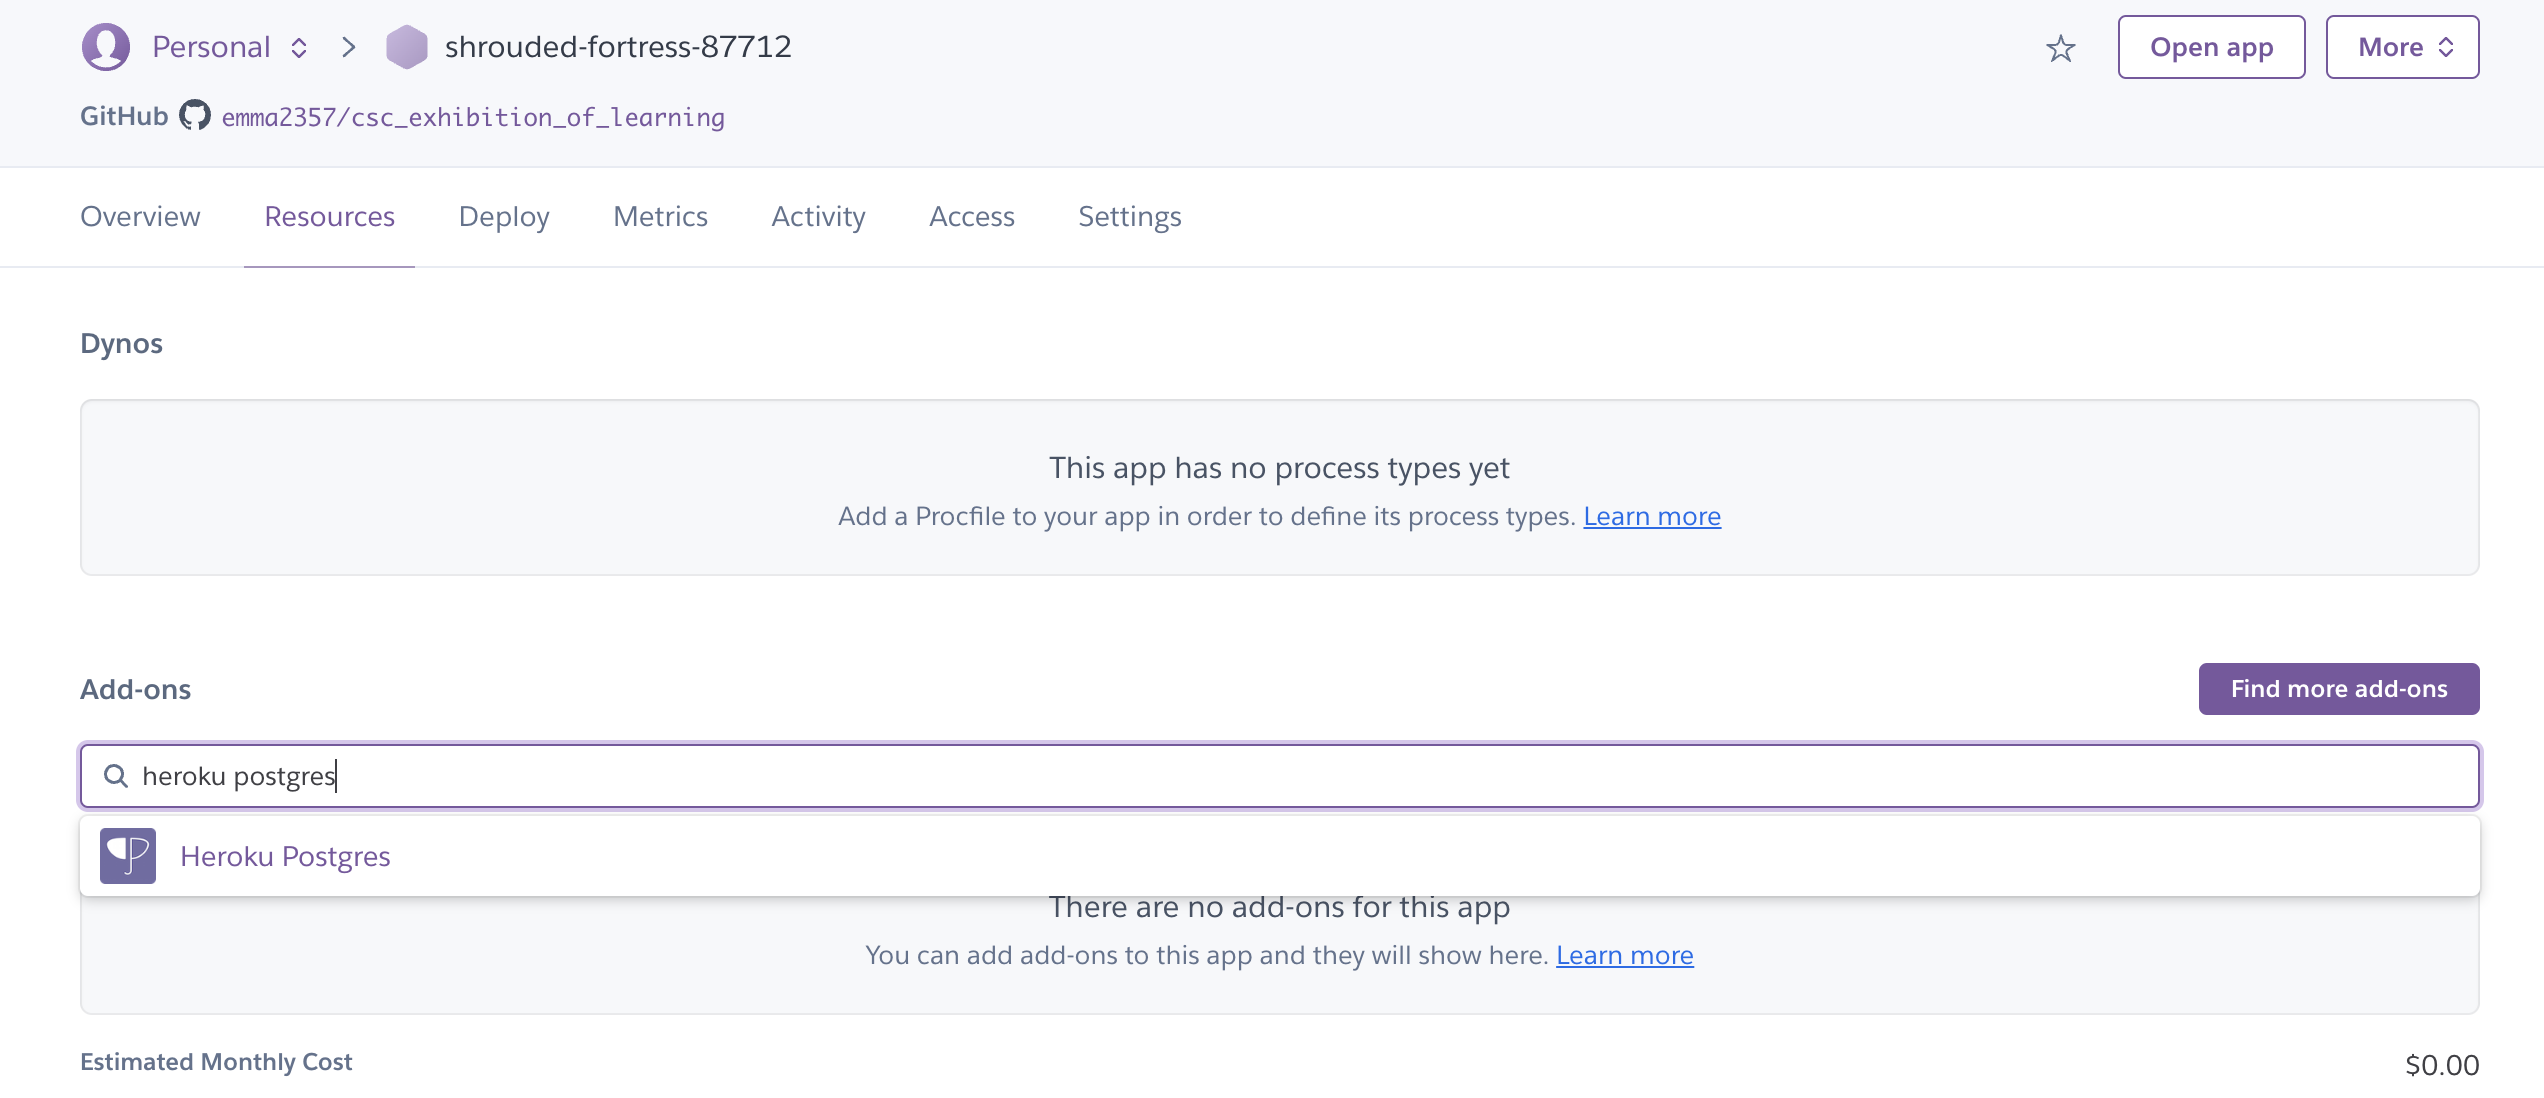 Personal
shrouded-fortress-87712
Open app
More
GitHub emma2357/csc_exhibition_of_learning
Overview
Resources
Deploy
Metrics
Activity
Access
Settings
Dynos
This app has no process types yet
Add a Procfile to your app in order to define its process types. Learn more
Add-ons
Find more add-ons
heroku postgres
Heroku Postgres
There are no add-ons for this app
You can add add-ons to this app and they will show here. Learn more
Estimated Monthly Cost
$0.00